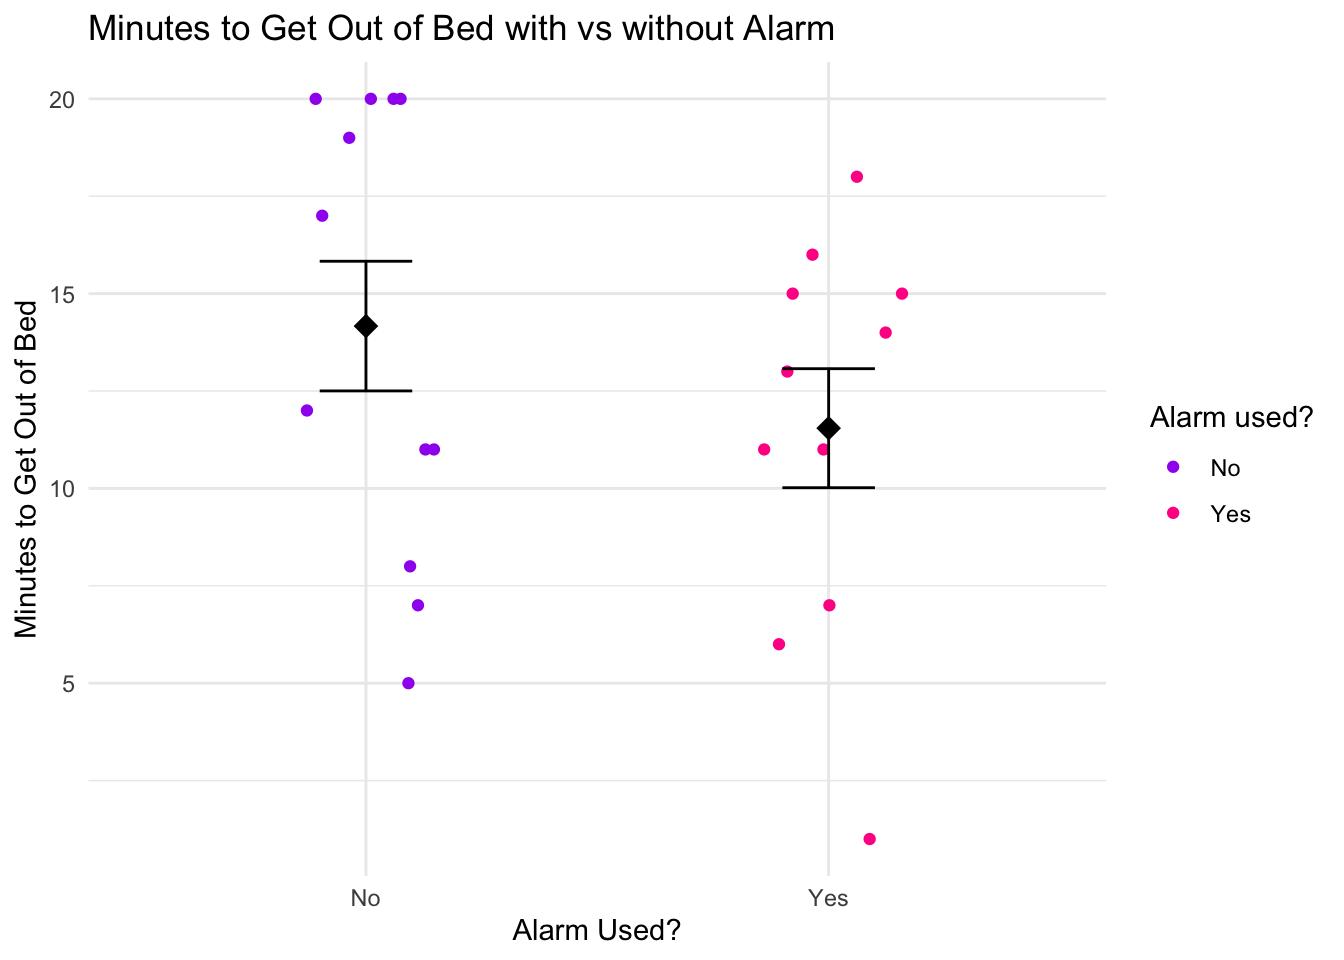 Minutes to Get Out of Bed with vs without Alarm
Minutes to Get Out of Bed
20
15
10
5
No
Yes
Alarm Used?
Alarm used?
No
Yes